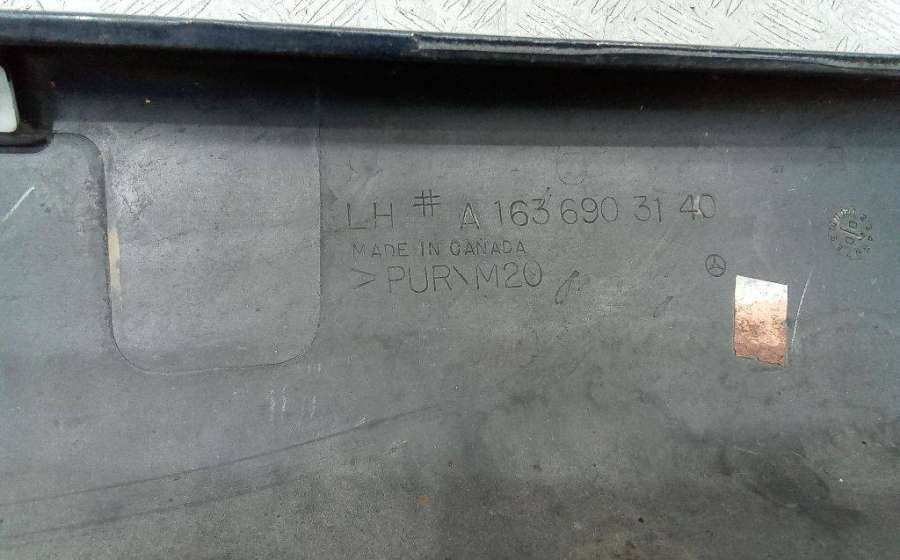 LH # A 163 690 31 40
MADE IN CANADA
>PUR\M20